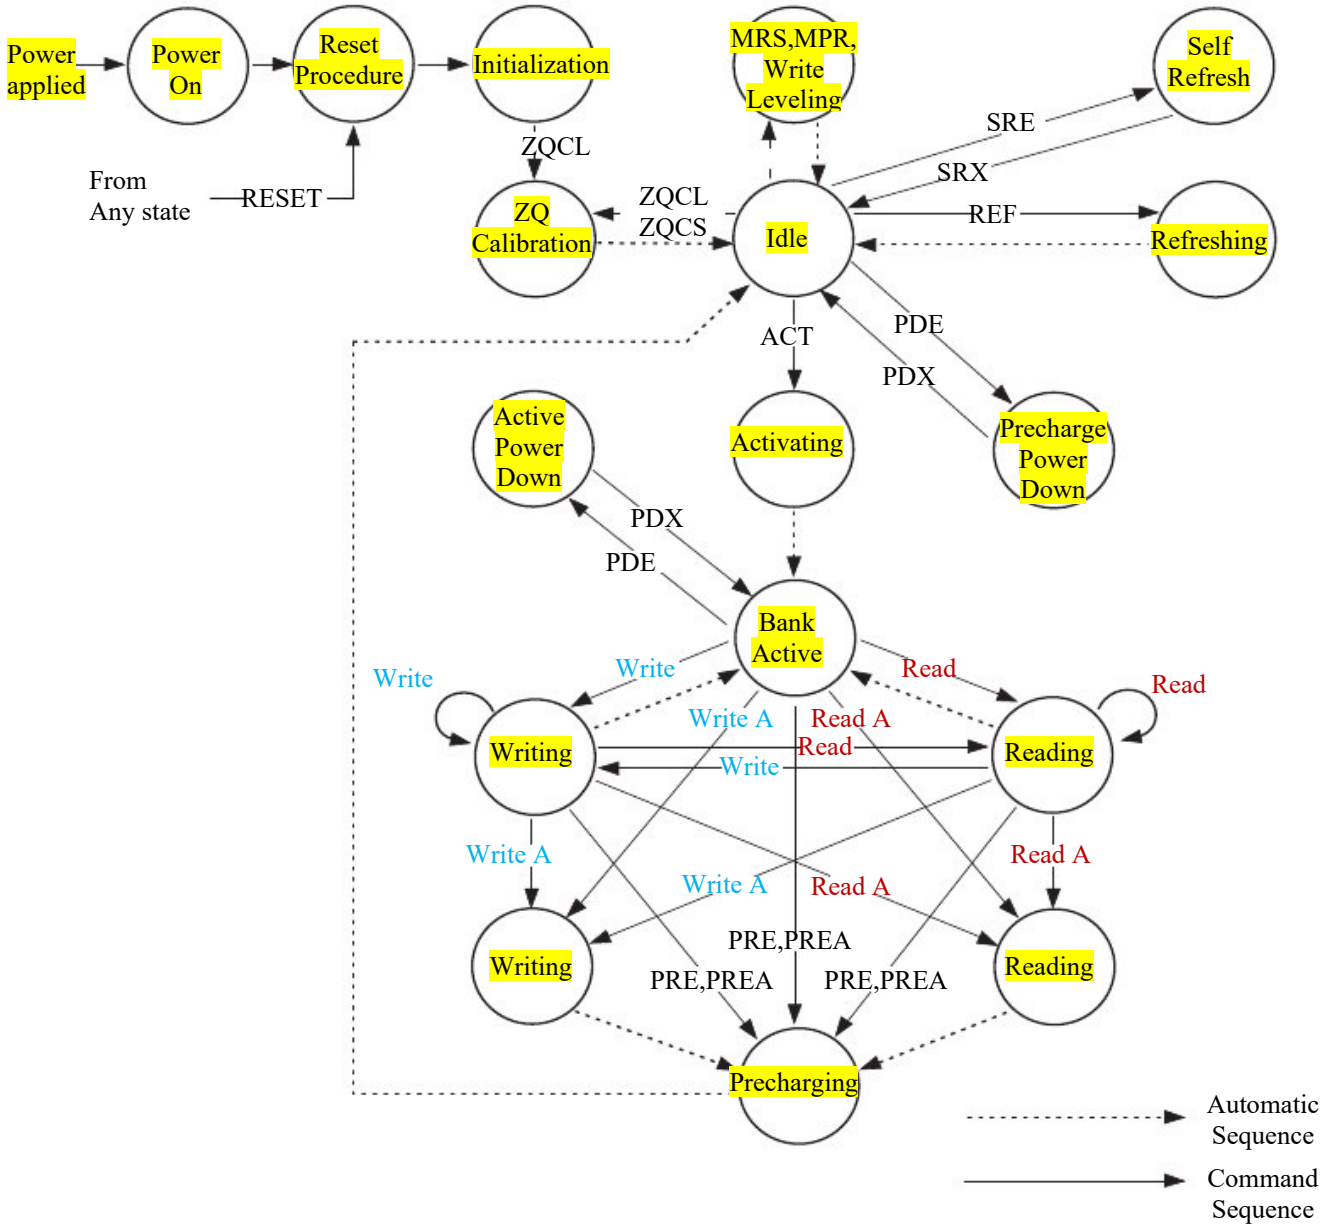 Power
applied
Power
On
Reset
Procedure
Initialization
MRS,MPR,
Write
Leveling
Self
Refresh
ZQCL
SRE
SRX
From
Any state
RESET
ZQ
Calibration
ZQCL
ZQCS
Idle
REF
Refreshing
ACT
PDE
PDX
Active
Power
Down
Activating
Precharge
Power
Down
PDX
PDE
Bank
Active
Write
Write
Read
Read
Write A
Read A
Writing
Read
Write
Reading
Write A
Read A
Write A
Read A
PRE,PREA
Writing
PRE,PREA
PRE,PREA
Reading
Precharging
Automatic
Sequence
Command
Sequence